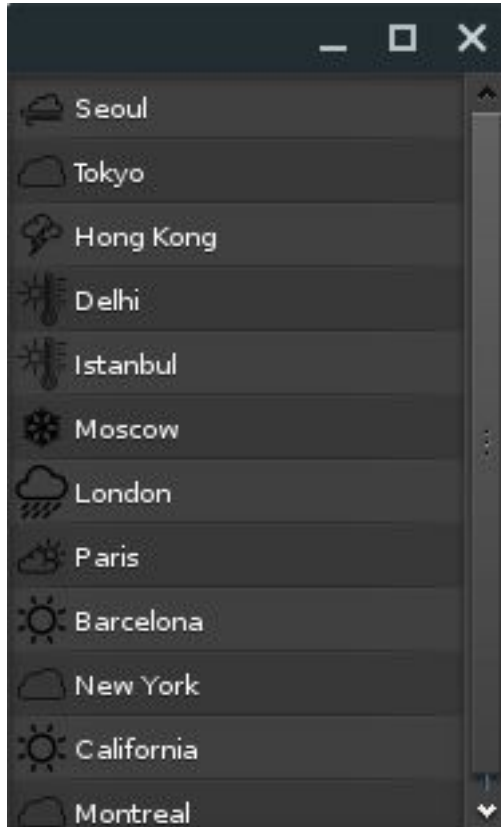 Seoul
Tokyo
Hong Kong
Delhi
Istanbul
Moscow
London
Paris
Barcelona
New York
California
Montreal